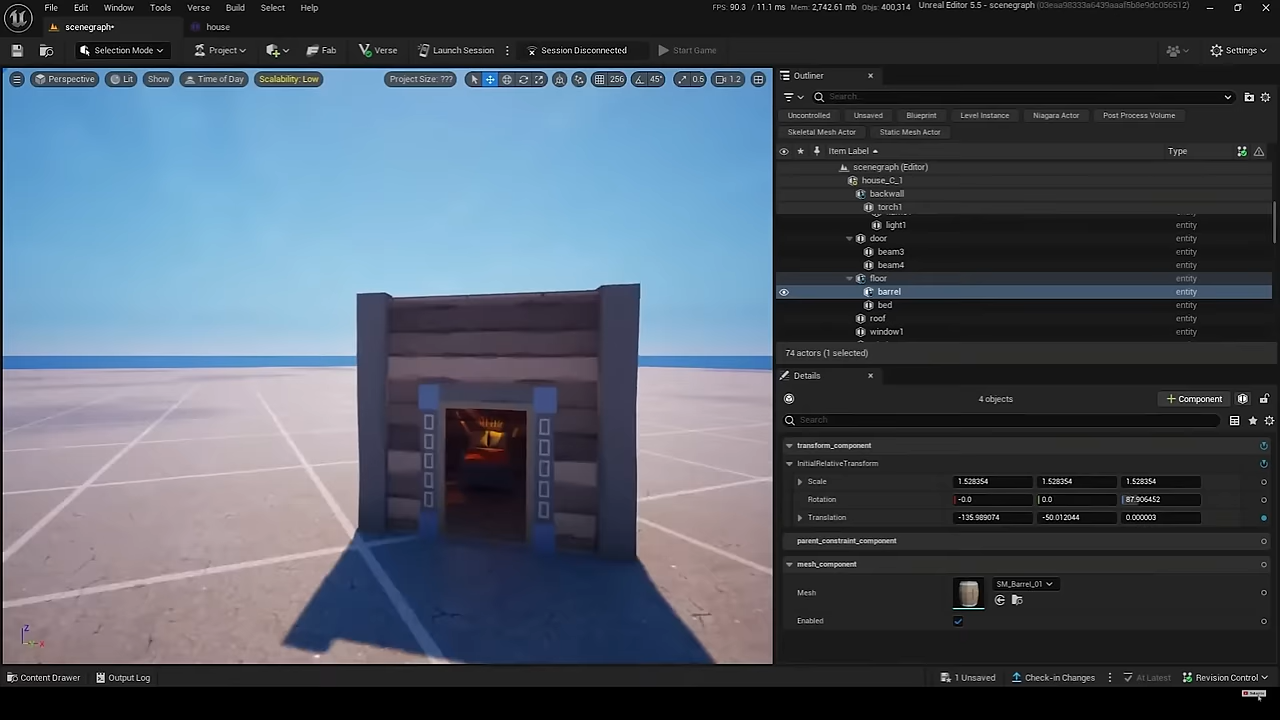 File Edit Window Tools Verse Build Select Help
FPS: 90.3 / 11.1 ms Mem: 2,742.61 mb Objs: 400,314 Unreal Editor 5.5 - scenegraph (03eaa98333a6439aaaf5b8e9dc056512)
scenegraph* house
Selection Mode Project Fab Verse Launch Session Session Disconnected Start Game Settings
Perspective Lit Show Time of Day Scalability: Low Project Size: ??? 256 45° 0.5 1.2
Outliner
Search...
Uncontrolled Unsaved Blueprint Level Instance Niagara Actor Post Process Volume
Skeletal Mesh Actor Static Mesh Actor
Item Label Type
scenegraph (Editor)
house_C_1
backwall
torch1
light1 entity
door entity
beam3 entity
beam4 entity
floor entity
barrel entity
bed entity
roof entity
window1 entity
74 actors (1 selected)
Details
4 objects + Component
Search
transform_component
InitialRelativeTransform
Scale 1.528354 1.528354 1.528354
Rotation -0.0 0.0 87.906452
Translation -135.989074 -50.012044 0.000003
parent_constraint_component
mesh_component
Mesh SM_Barrel_01
Enabled
Content Drawer Output Log 1 Unsaved Check-in Changes At Latest Revision Control